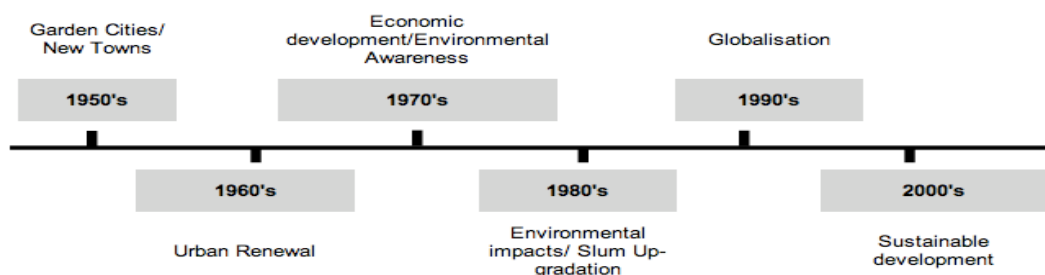 Garden Cities/
New Towns
1950's
1960's
Urban Renewal
Economic
development/Environmental
Awareness
1970's
1980's
Environmental
impacts/ Slum Up-
gradation
Globalisation
1990's
2000's
Sustainable
development